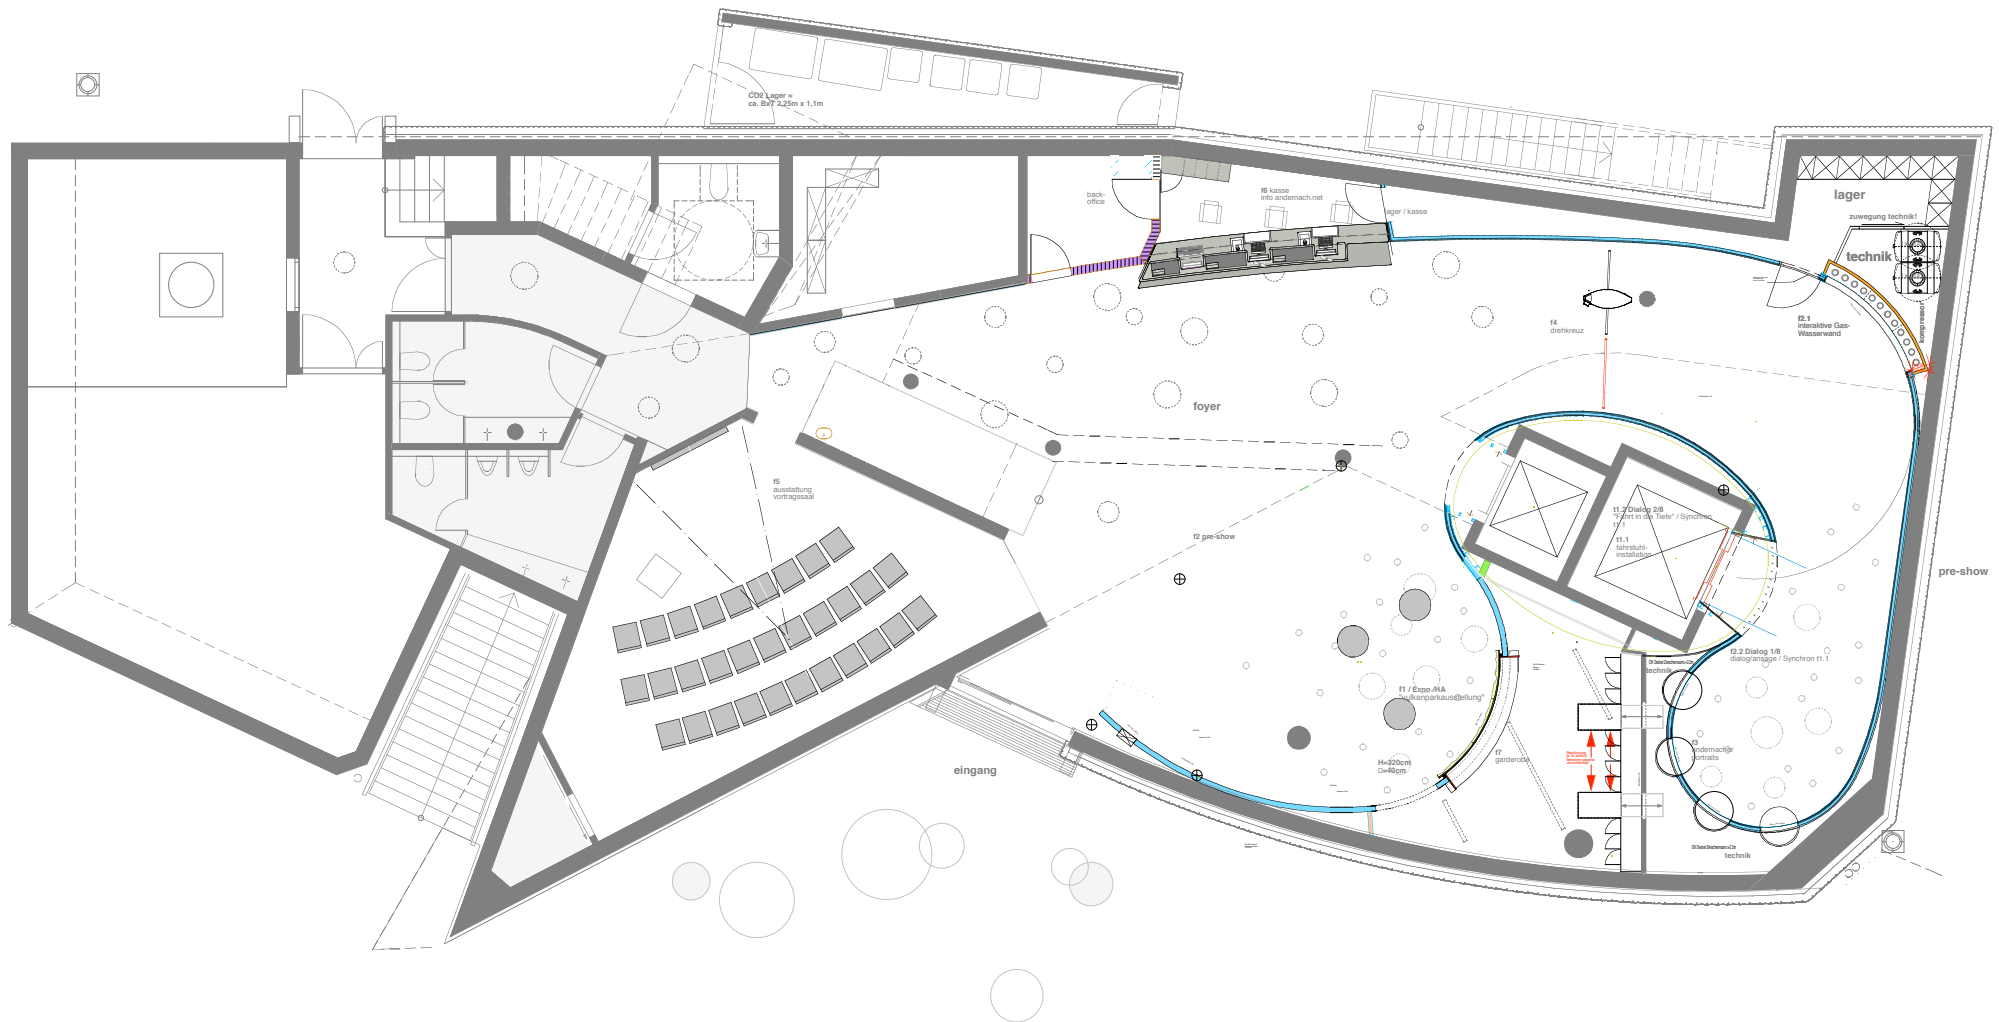 CO2 Lager =
ca. BxT 2,25m x 1,1m
back-
office
f6 kasse
info andernach.net
lager / kasse
lager
zuwegung technik!
technik
kompressor
f2.1
interaktive Gas-
Wasserwand
f4
drehkreuz
foyer
f5
ausstattung
vortragssaal
f2 pre-show
t1.2 Dialog 2/8
"Fahrt in die Tiefe" / Synchron
t1.1
t1.1
fahrstuhl-
installation
pre-show
f2.2 Dialog 1/8
dialog/ansage / Synchron t1.1
technik
f1 / Expo /HA
"vulkanparkausstellung"
f3
andernacher
portraits
f7
garderobe
H=320cm
D=40cm
eingang
technik